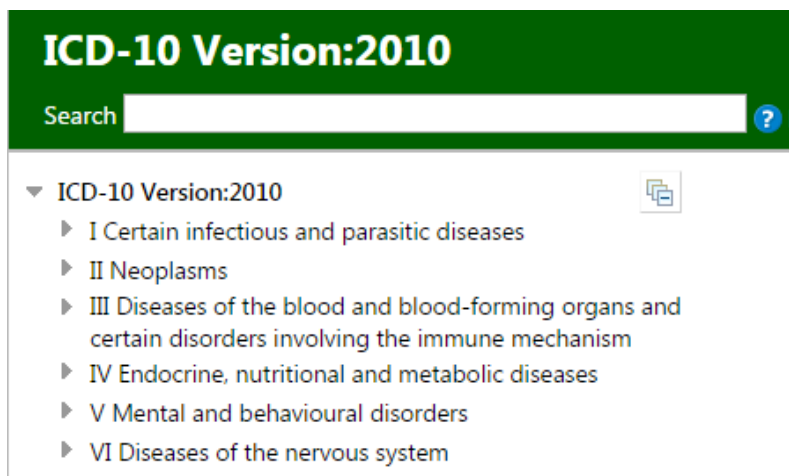 ICD-10 Version:2010
Search
?
ICD-10 Version:2010
I Certain infectious and parasitic diseases
II Neoplasms
III Diseases of the blood and blood-forming organs and
certain disorders involving the immune mechanism
IV Endocrine, nutritional and metabolic diseases
V Mental and behavioural disorders
VI Diseases of the nervous system